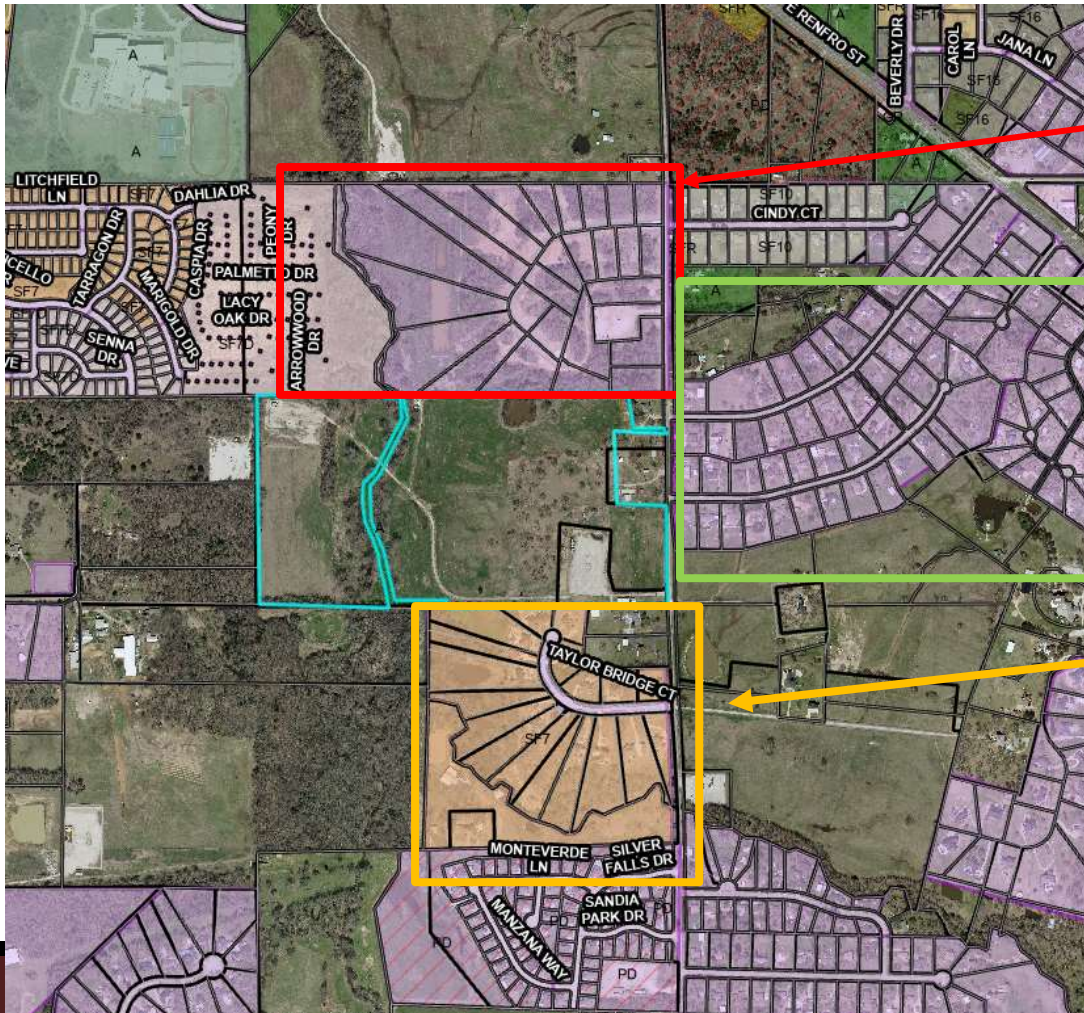 A
SFR
E RENFRO ST
A
BEVERLY DR
SF16
CAROL
LN
SF16
JANA LN
SF16
PD
A
A
LITCHFIELD
LN
SF7
DAHLIA DR
SF10
CINDY CT
SF10
TARRAGON DR
SF7
CASPIA DR
PEONY
DR
PALMETTO DR
MARIGOLD DR
SF7
LACY
OAK DR
ARROWWOOD
DR
SENNA
DR
SF7D
A
TAYLOR BRIDGE CT
SF7
MONTEVERDE
LN
SILVER
FALLS DR
SANDIA
PARK DR
PD
PD
MANZANA WAY
PD
PD